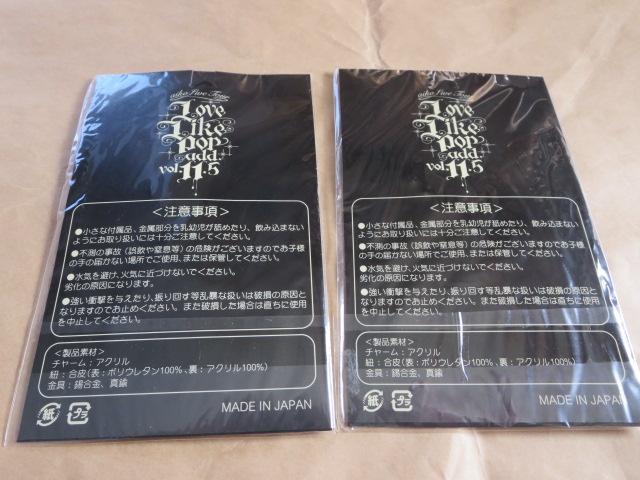 aiko Live Tour
Love
Like
Pop
add.
vol.11.5
＜注意事項＞
●小さな付属品、金属部分を乳幼児が舐めたり、飲み込まない
ようにお取り扱いには十分ご注意してください。
●不測の事故（誤飲や窒息等）の危険がございますのでお子様
の手の届かない場所でご使用、または保管してください。
●水気を避け、火気に近づけないでください。
劣化の原因になります。
●強い衝撃を与えたり、振り回す等乱暴な扱いは破損の原因と
なりますのでお止めください。また破損した場合は直ちに使用
を中止してください。
＜製品素材＞
チャーム：アクリル
紐：合皮（表：ポリウレタン100%、裏：アクリル100%）
金具：錫合金、真鍮
紙
プラ
MADE IN JAPAN
aiko Live Tour
Love
Like
Pop
add.
vol.11.5
＜注意事項＞
●小さな付属品、金属部分を乳幼児が舐めたり、飲み込まない
ようにお取り扱いには十分ご注意してください。
●不測の事故（誤飲や窒息等）の危険がございますのでお子様
の手の届かない場所でご使用、または保管してください。
●水気を避け、火気に近づけないでください。
劣化の原因になります。
●強い衝撃を与えたり、振り回す等乱暴な扱いは破損の原因と
なりますのでお止めください。また破損した場合は直ちに使用
を中止してください。
＜製品素材＞
チャーム：アクリル
紐：合皮（表：ポリウレタン100%、裏：アクリル100%）
金具：錫合金、真鍮
紙
プラ
MADE IN JAPAN